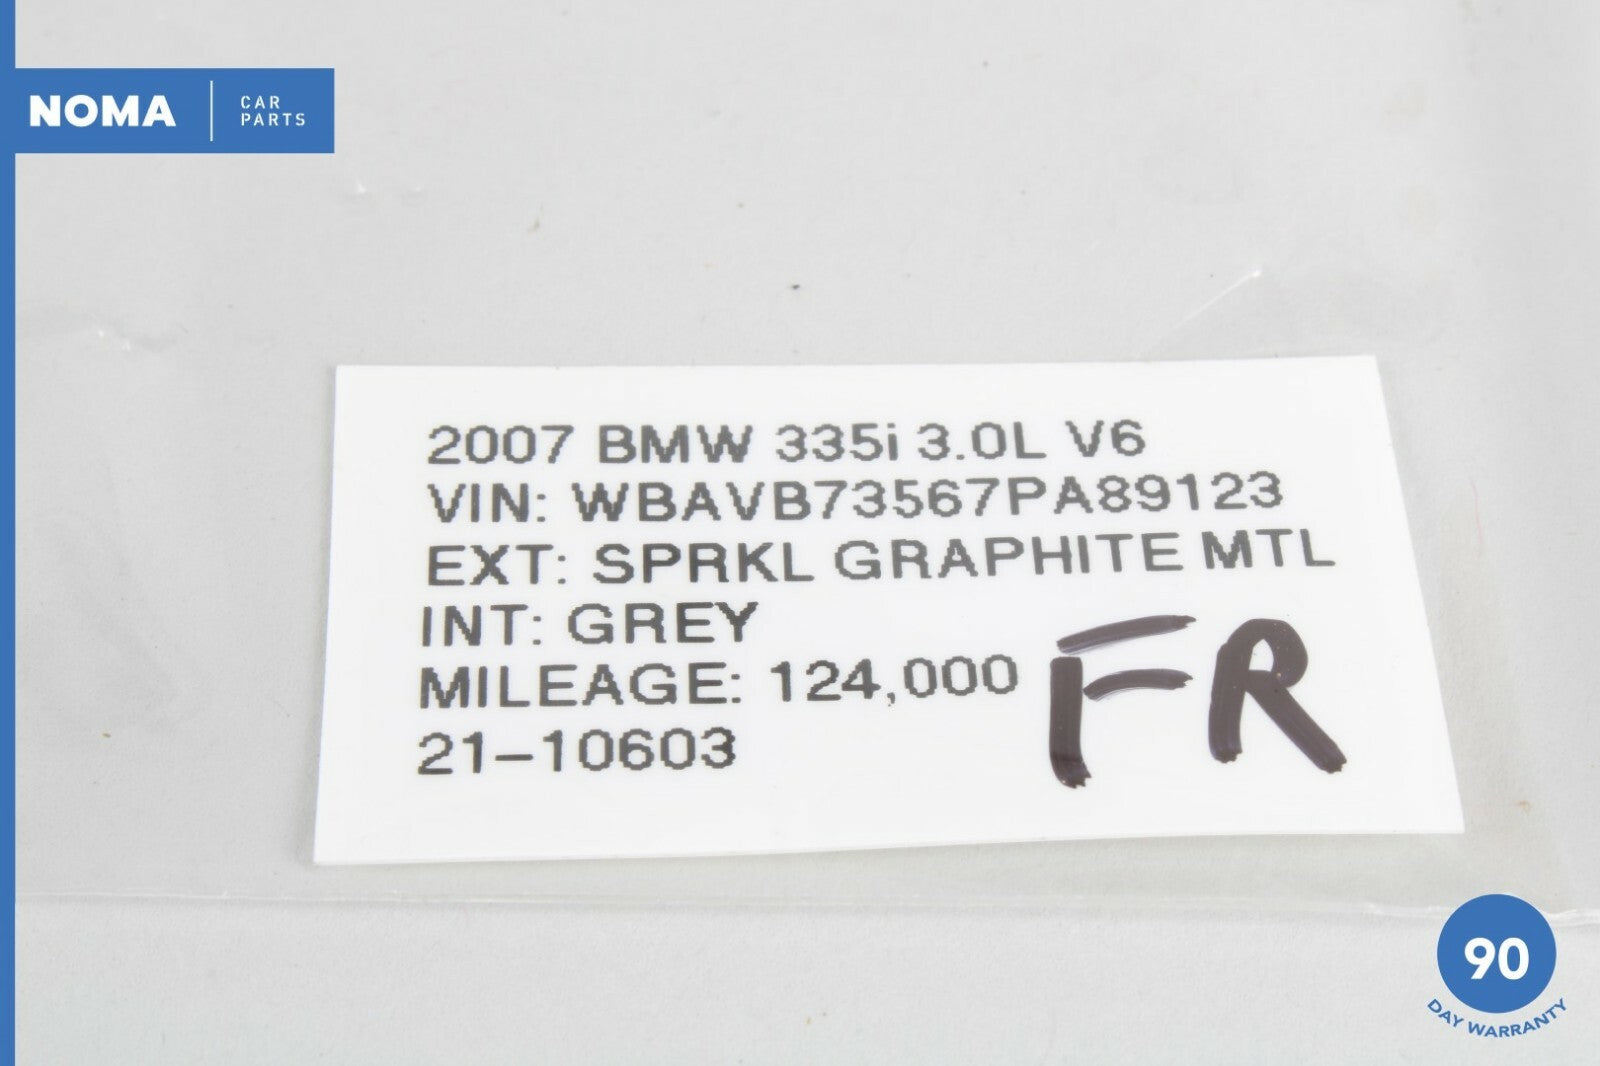 NOMA
CAR
PARTS
2007 BMW 335i 3.0L V6
VIN: WBAVB73567PA89123
EXT: SPRKL GRAPHITE MTL
INT: GREY
MILEAGE: 124,000
21-10603
FR
90
DAY WARRANTY